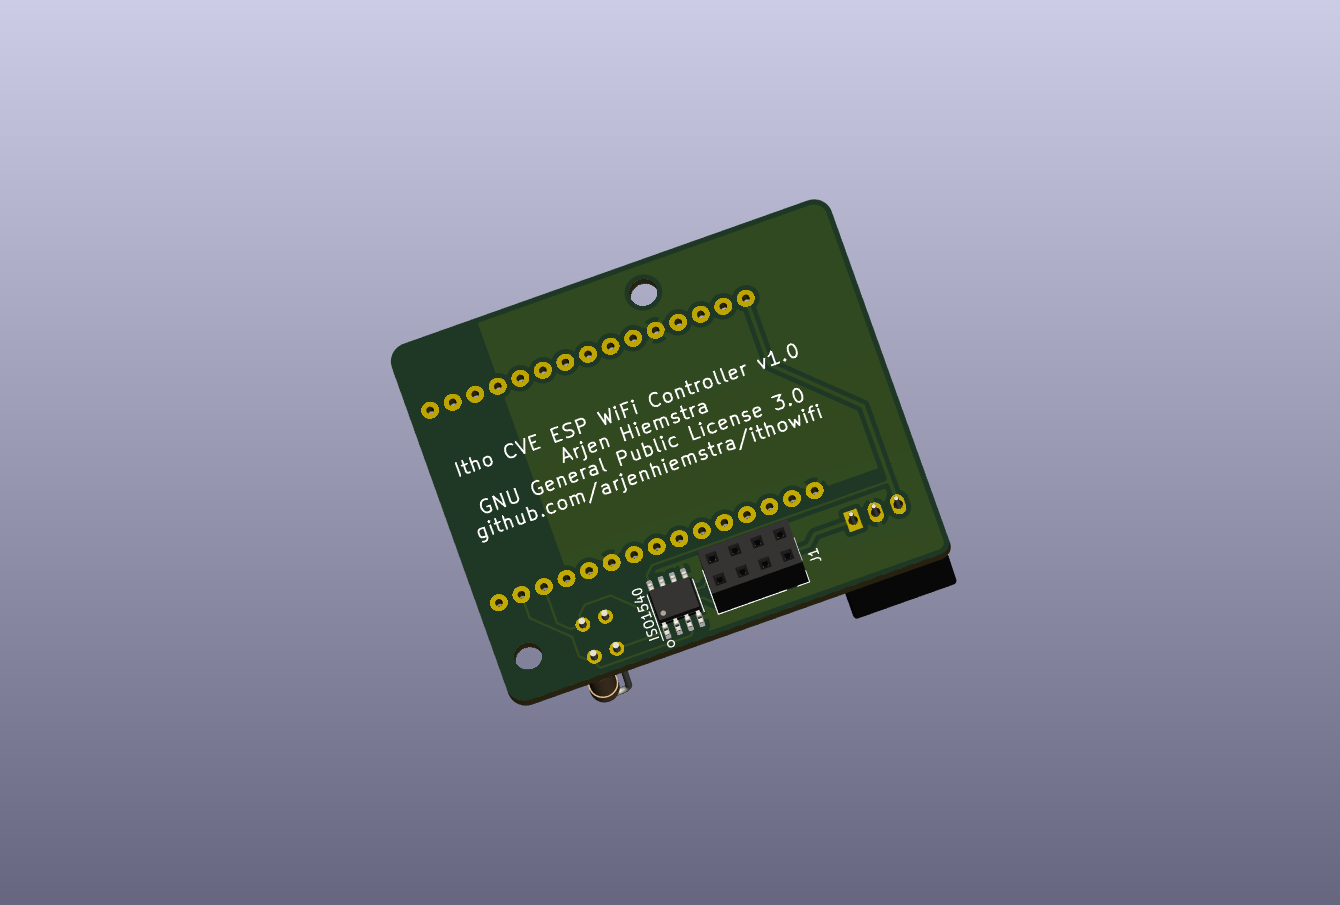 Itho CVE ESP WiFi Controller v1.0
Arjen Hiemstra
GNU General Public License 3.0
github.com/arjenhiemstra/ithowifi
J1
ISO1540